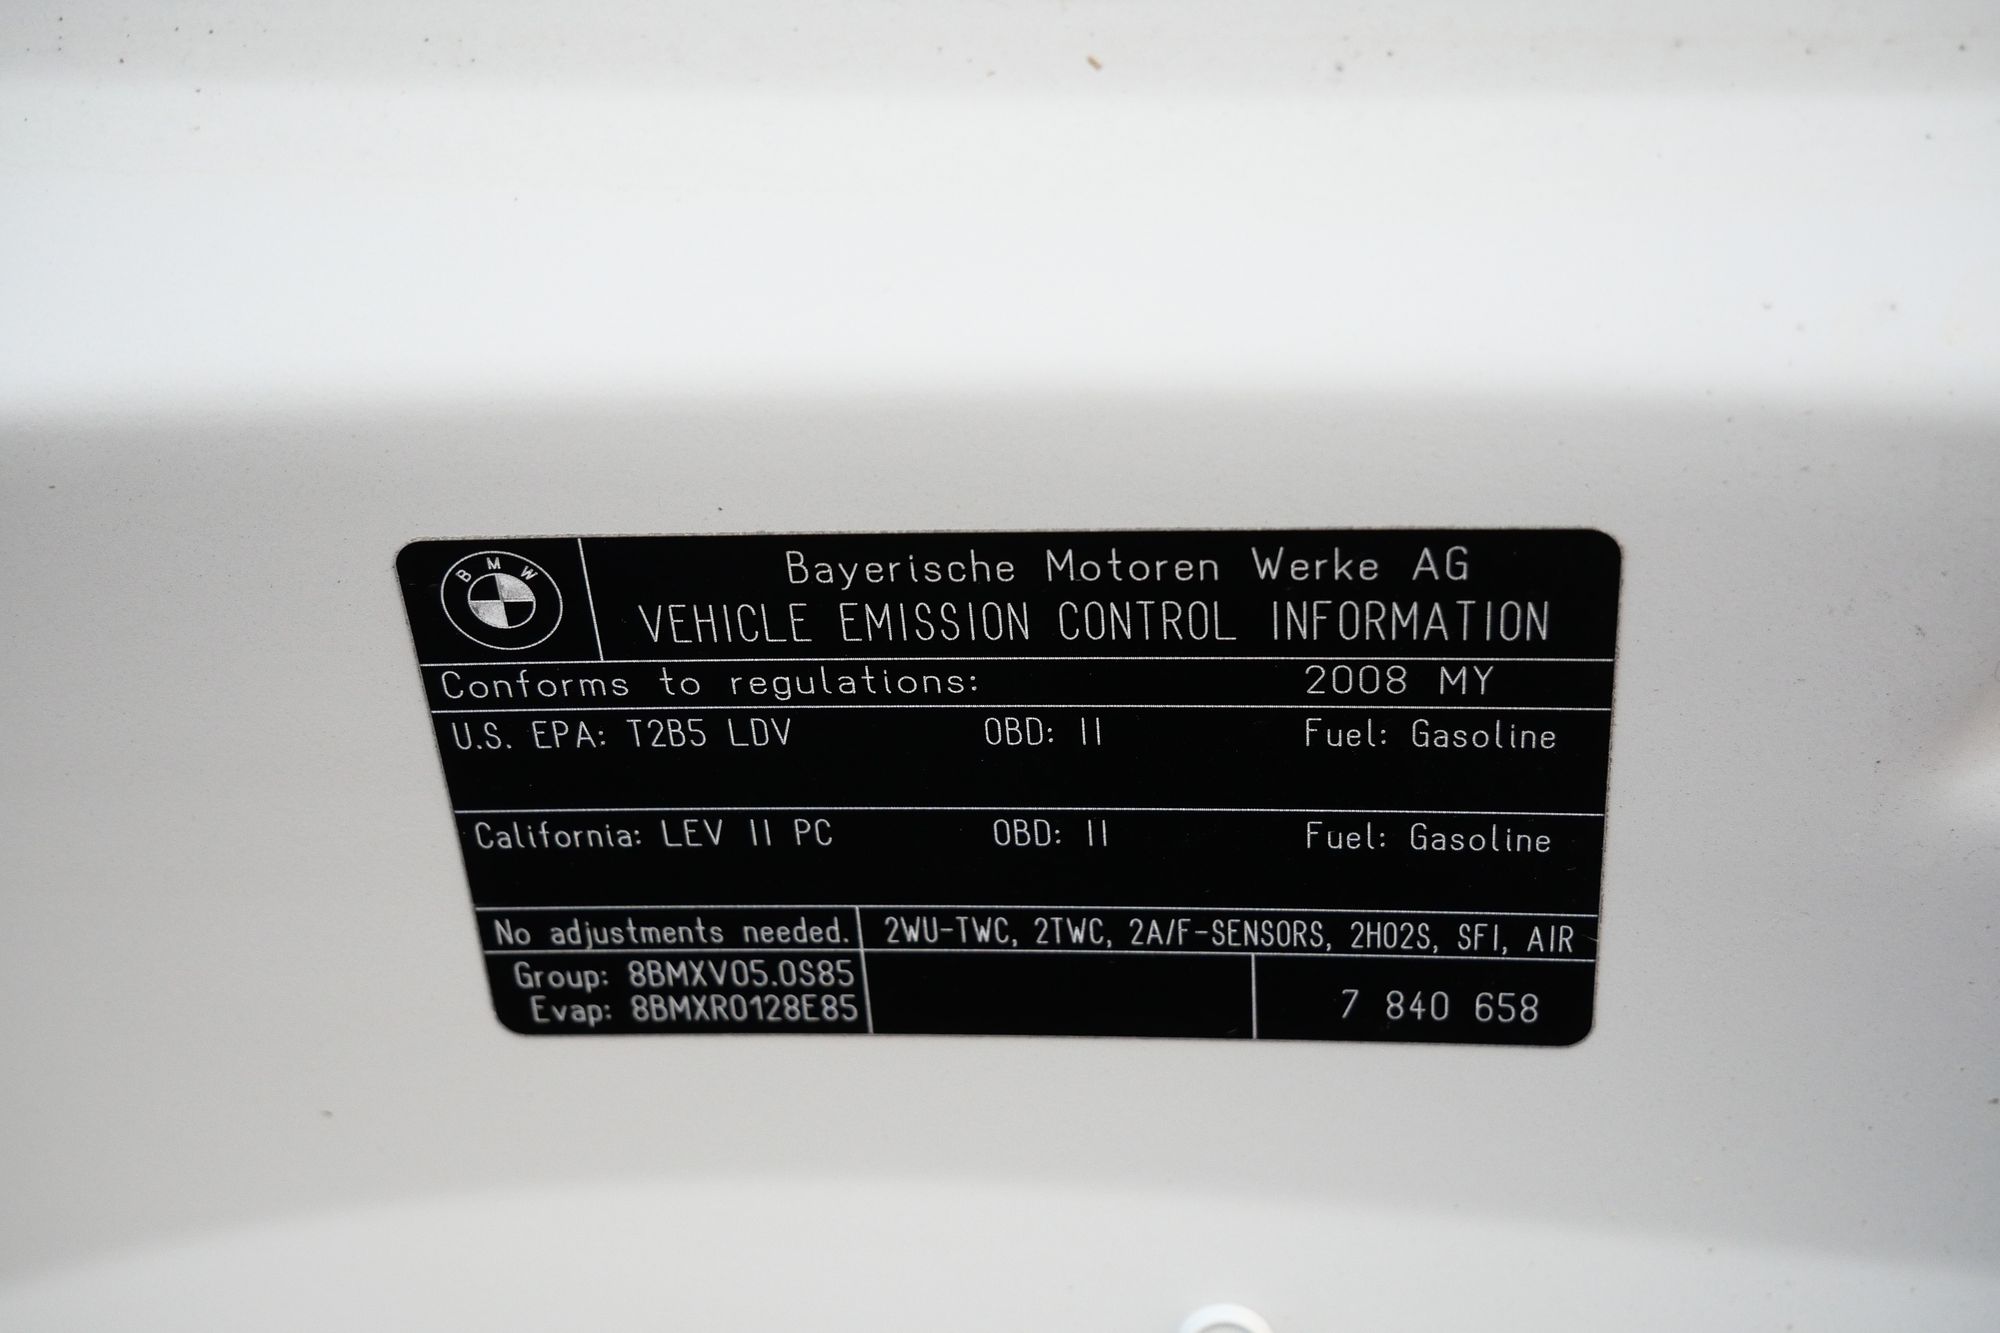 BMW
Bayerische Motoren Werke AG
VEHICLE EMISSION CONTROL INFORMATION
Conforms to regulations: 2008 MY
U.S. EPA: T2B5 LDV OBD: II Fuel: Gasoline
California: LEV II PC OBD: II Fuel: Gasoline
No adjustments needed. 2WU-TWC, 2TWC, 2A/F-SENSORS, 2HO2S, SFI, AIR
Group: 8BMXV05.0S85
Evap: 8BMXR0128E85
7 840 658